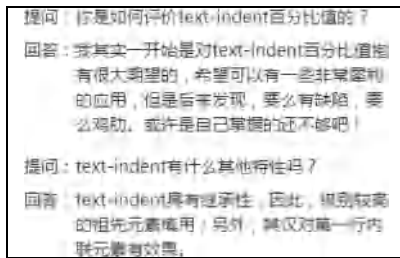 提问：你是如何评价text-indent百分比值的？
回答：我其实一开始是对text-indent百分比值抱
有很大期望的，希望可以有一些非常犀利
的应用，但是后来发现，要么有缺陷，要
么鸡肋。或许是自己掌握的还不够吧！
提问：text-indent有什么其他特性吗？
回答：text-indent具有继承性，因此，级别较高
的祖先元素慎用；另外，其仅对第一行内
联元素有效果。